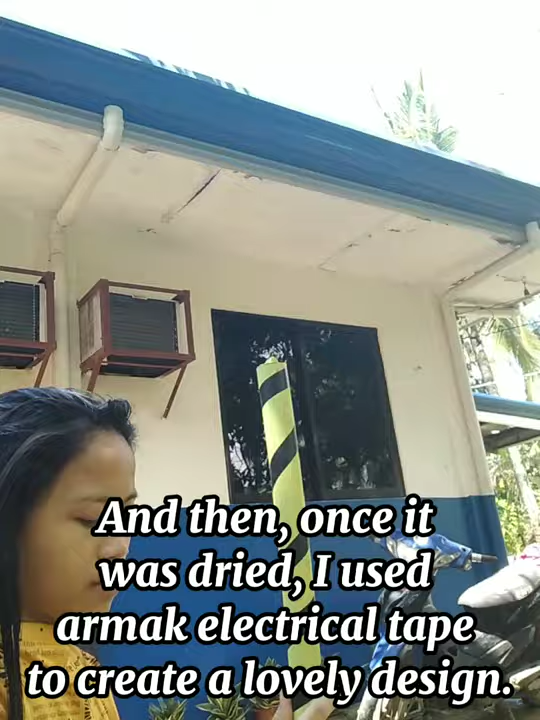 And then, once it
was dried, I used
armak electrical tape
to create a lovely design.